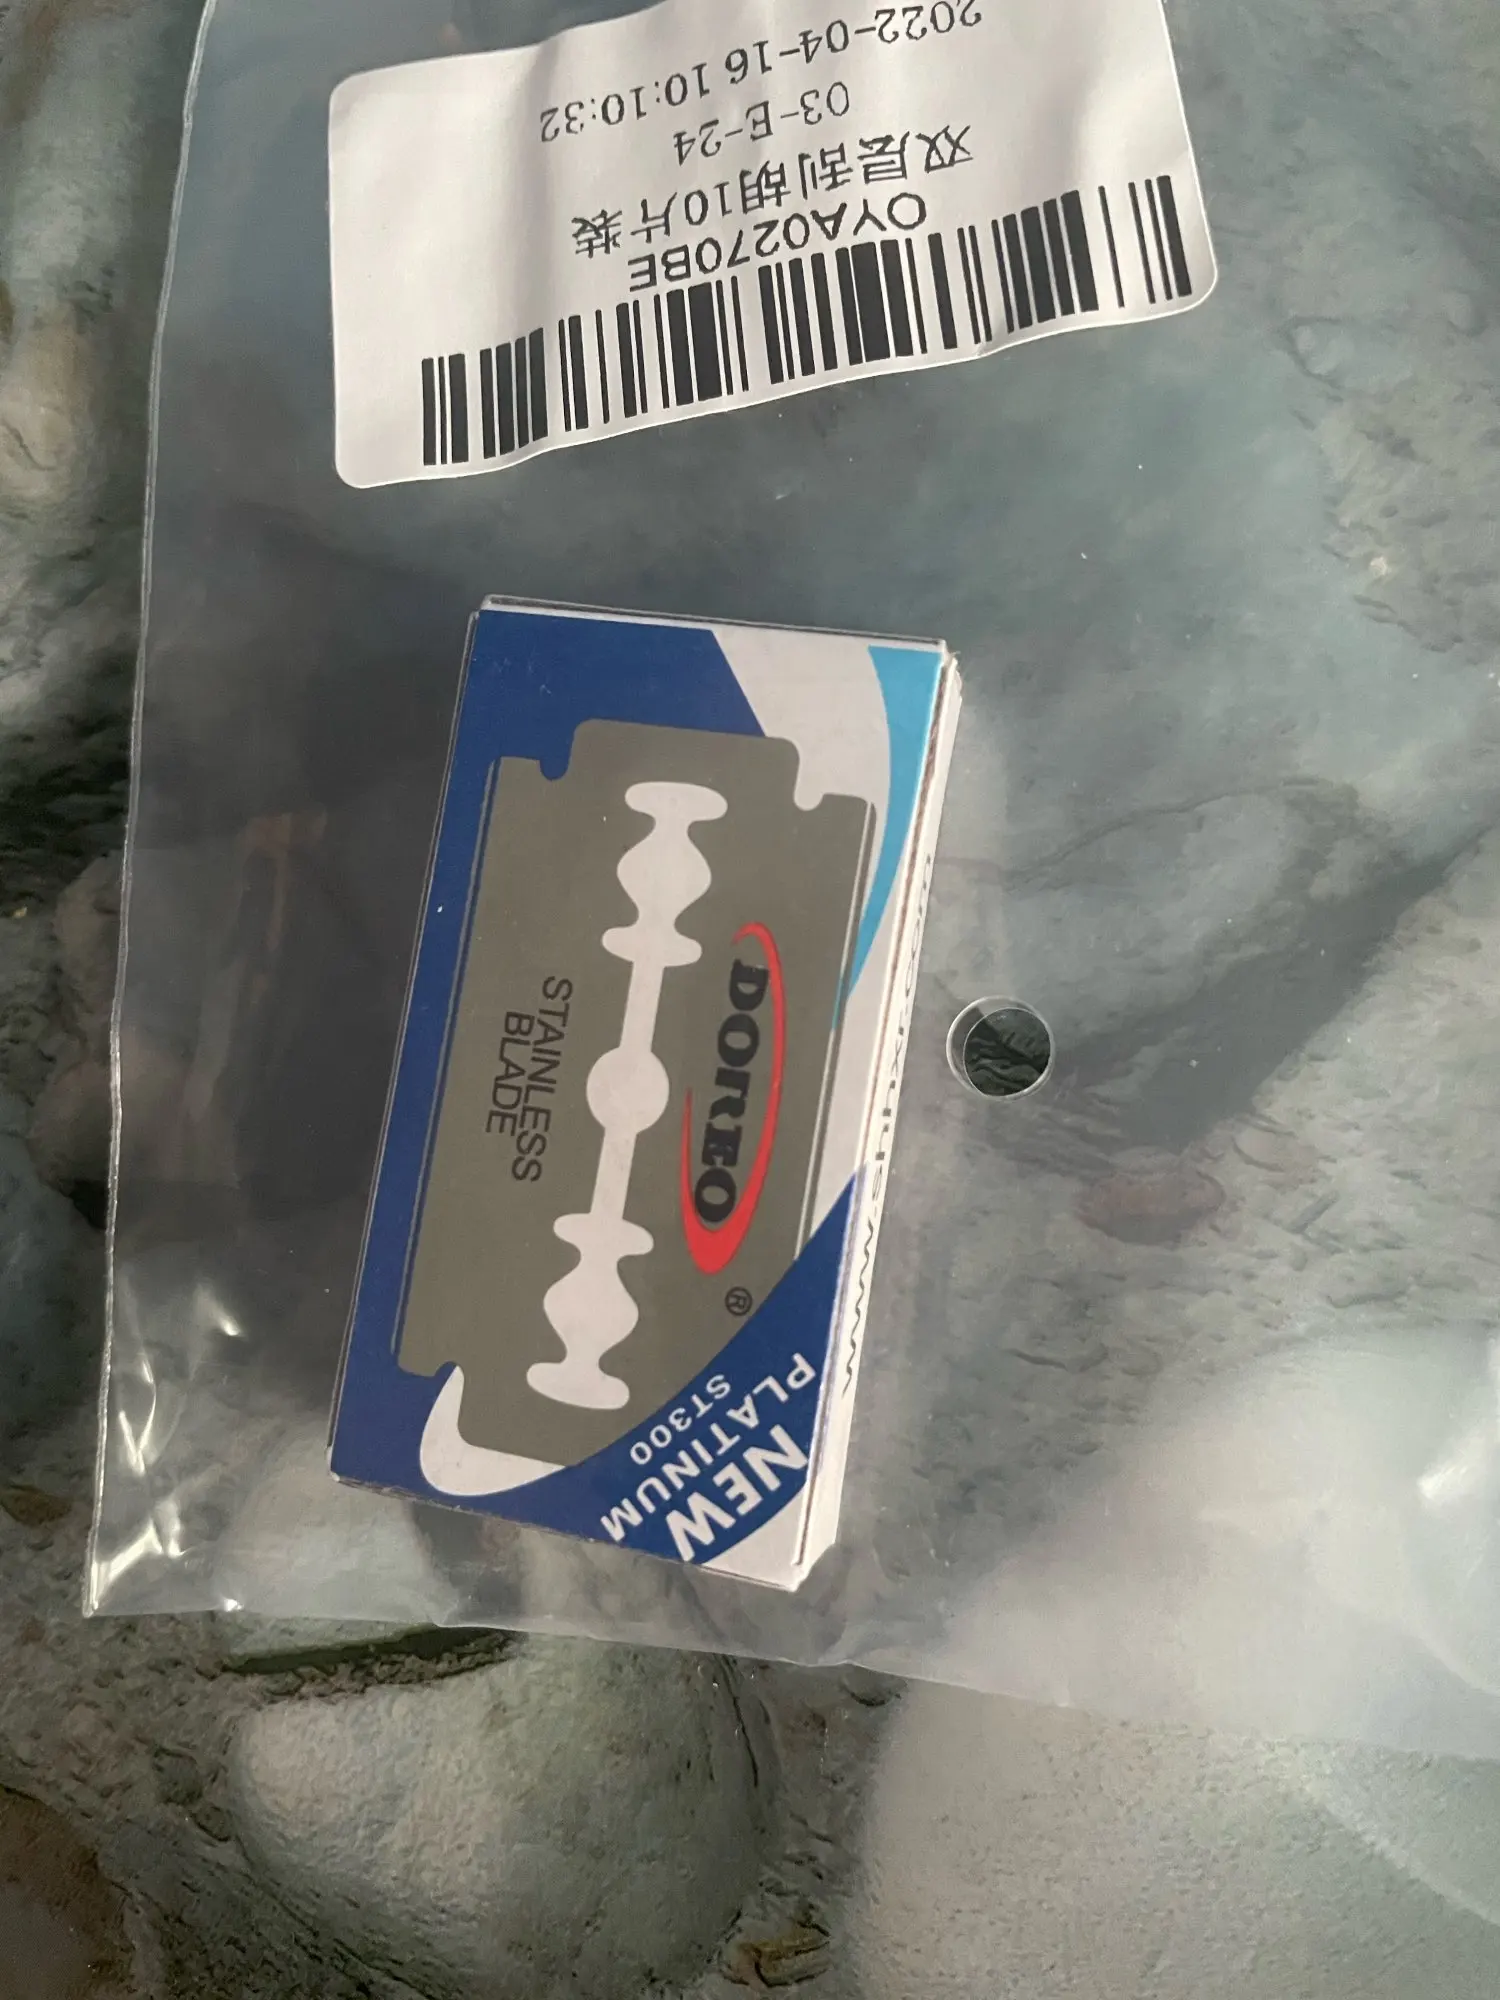 OYA0270BE
双层刮胡10片装
03-E-24
2022-04-16 10:10:32
DOREO
®
STAINLESS
BLADE
NEW
PLATINUM
ST300